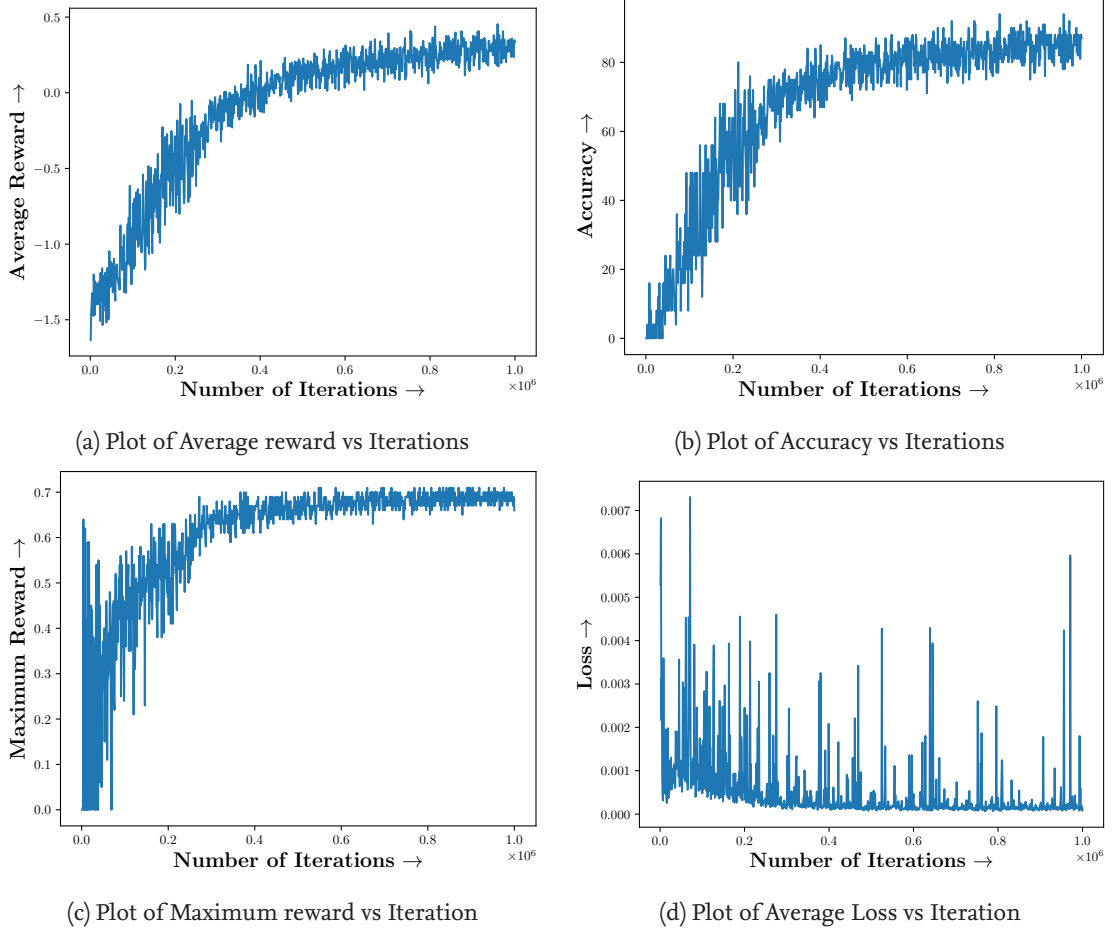 0.5
0.0
−0.5
−1.0
−1.5
Average Reward →
0.0 0.2 0.4 0.6 0.8 1.0
×10⁶
Number of Iterations →
(a) Plot of Average reward vs Iterations
80
60
40
20
0
Accuracy →
0.0 0.2 0.4 0.6 0.8 1.0
×10⁶
Number of Iterations →
(b) Plot of Accuracy vs Iterations
0.7
0.6
0.5
0.4
0.3
0.2
0.1
0.0
Maximum Reward →
0.0 0.2 0.4 0.6 0.8 1.0
×10⁶
Number of Iterations →
(c) Plot of Maximum reward vs Iteration
0.007
0.006
0.005
0.004
0.003
0.002
0.001
0.000
Loss →
0.0 0.2 0.4 0.6 0.8 1.0
×10⁶
Number of Iterations →
(d) Plot of Average Loss vs Iteration